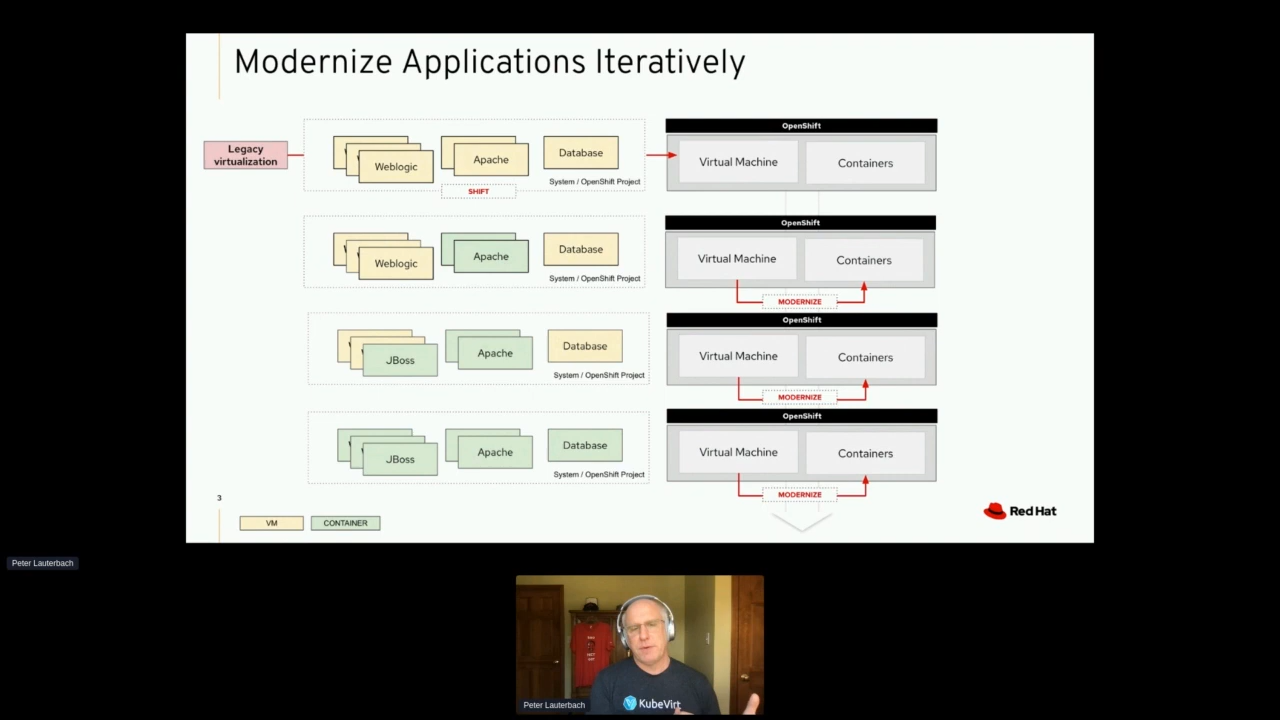 Modernize Applications Iteratively
Legacy
virtualization
Weblogic
Apache
Database
System / OpenShift Project
SHIFT
OpenShift
Virtual Machine
Containers
Weblogic
Apache
Database
System / OpenShift Project
OpenShift
Virtual Machine
Containers
MODERNIZE
JBoss
Apache
Database
System / OpenShift Project
OpenShift
Virtual Machine
Containers
MODERNIZE
JBoss
Apache
Database
System / OpenShift Project
OpenShift
Virtual Machine
Containers
MODERNIZE
3
VM
CONTAINER
Red Hat
Peter Lauterbach
KubeVirt
Peter Lauterbach